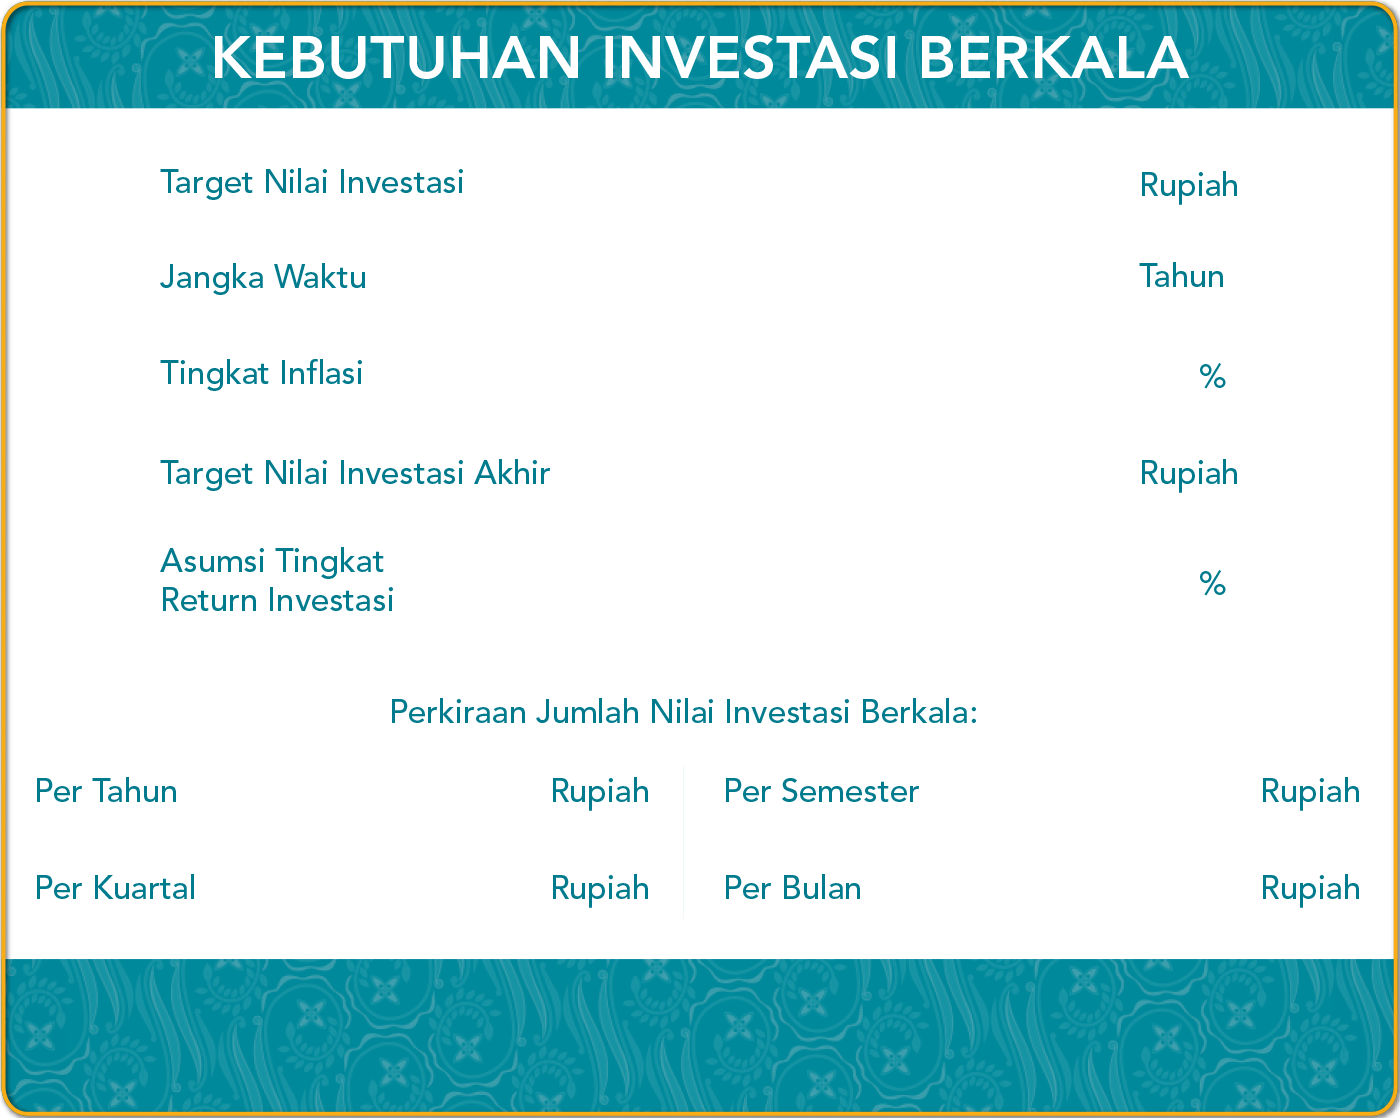 KEBUTUHAN INVESTASI BERKALA
Target Nilai Investasi Rupiah
Jangka Waktu Tahun
Tingkat Inflasi %
Target Nilai Investasi Akhir Rupiah
Asumsi Tingkat
Return Investasi %
Perkiraan Jumlah Nilai Investasi Berkala:
Per Tahun Rupiah Per Semester Rupiah
Per Kuartal Rupiah Per Bulan Rupiah